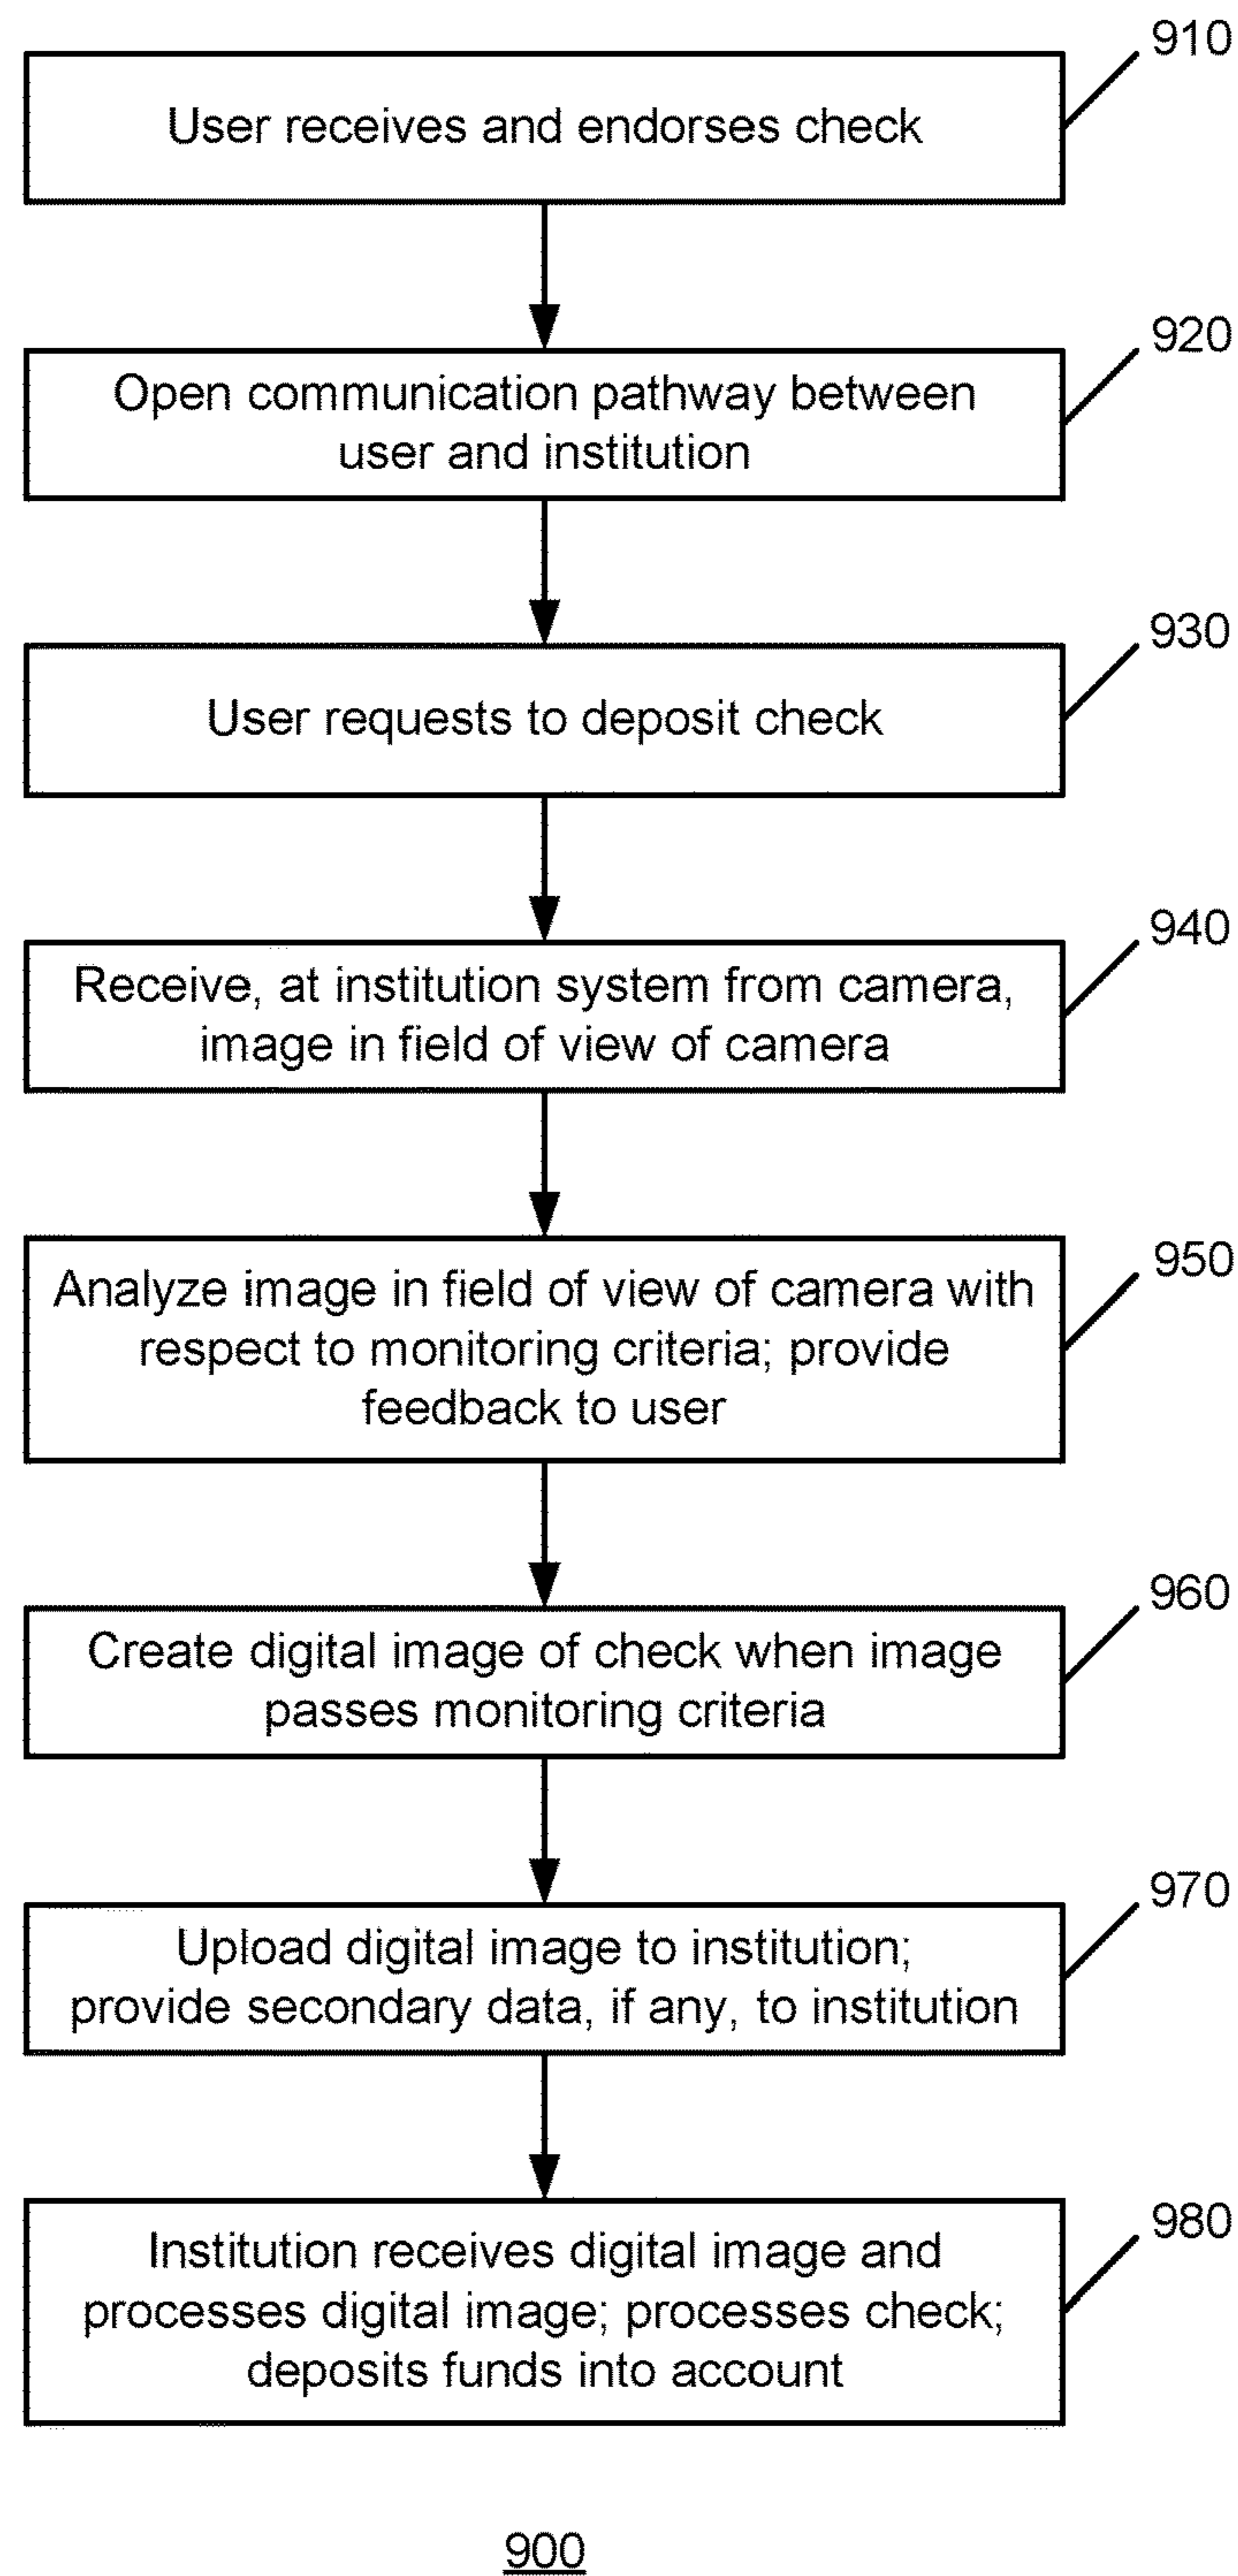 910
User receives and endorses check
920
Open communication pathway between
user and institution
930
User requests to deposit check
940
Receive, at institution system from camera,
image in field of view of camera
950
Analyze image in field of view of camera with
respect to monitoring criteria; provide
feedback to user
960
Create digital image of check when image
passes monitoring criteria
970
Upload digital image to institution;
provide secondary data, if any, to institution
980
Institution receives digital image and
processes digital image; processes check;
deposits funds into account
900